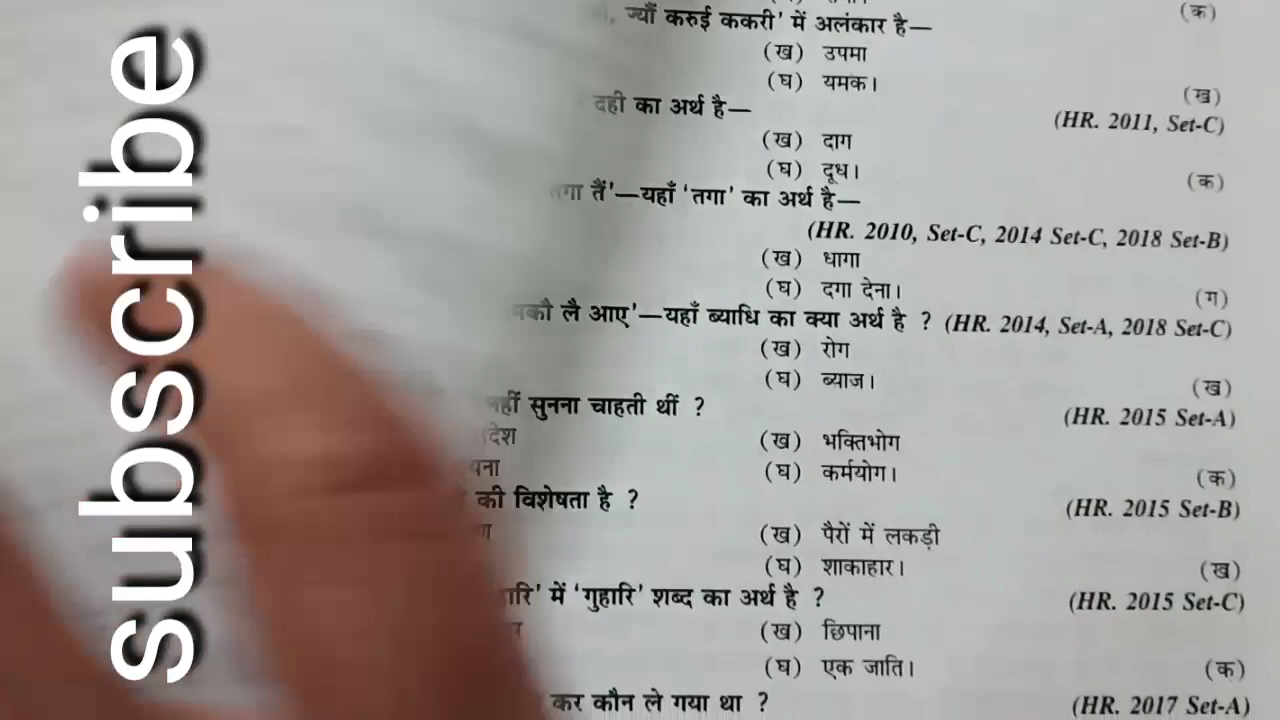 subscribe
(क)
ज्यौं करुई ककरी' में अलंकार है—
(ख) उपमा
(घ) यमक। (ख)
दही का अर्थ है— (HR. 2011, Set-C)
(ख) दाग
(घ) दूध। (क)
तैं'—यहाँ 'तगा' का अर्थ है—
(HR. 2010, Set-C, 2014 Set-C, 2018 Set-B)
(ख) धागा
(घ) दगा देना। (ग)
लै आए'—यहाँ ब्याधि का क्या अर्थ है ? (HR. 2014, Set-A, 2018 Set-C)
(ख) रोग
(घ) ब्याज। (ख)
नहीं सुनना चाहती थीं ? (HR. 2015 Set-A)
(ख) भक्तिभोग
(घ) कर्मयोग। (क)
की विशेषता है ? (HR. 2015 Set-B)
(ख) पैरों में लकड़ी
(घ) शाकाहार। (ख)
में 'गुहारि' शब्द का अर्थ है ? (HR. 2015 Set-C)
(ख) छिपाना
(घ) एक जाति। (क)
कर कौन ले गया था ? (HR. 2017 Set-A)